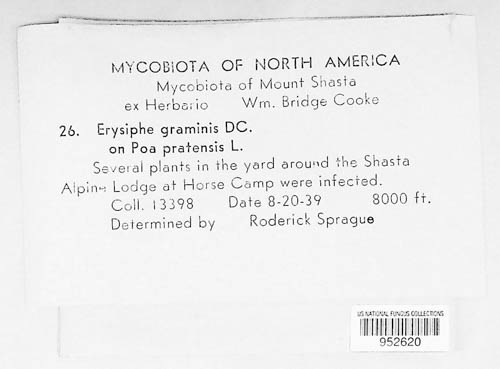 MYCOBIOTA OF NORTH AMERICA
Mycobiota of Mount Shasta
ex Herbario Wm. Bridge Cooke
26. Erysiphe graminis DC.
on Poa pratensis L.
Several plants in the yard around the Shasta
Alpine Lodge at Horse Camp were infected.
Coll. 13398 Date 8-20-39 8000 ft.
Determined by Roderick Sprague
US NATIONAL FUNGUS COLLECTIONS
952620